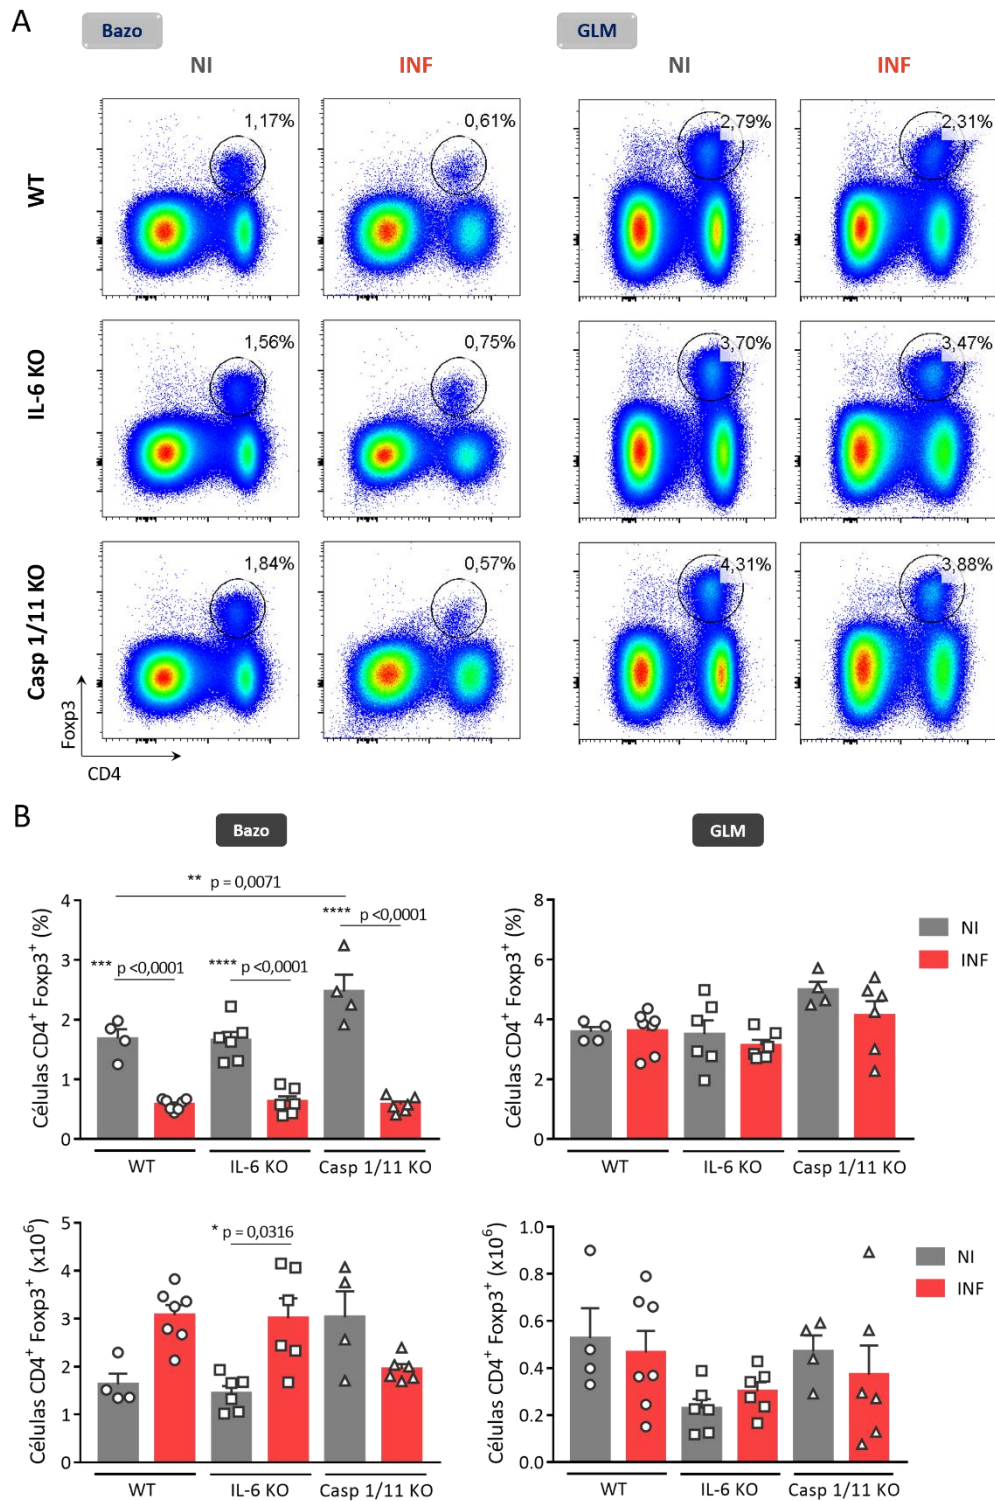 A
Bazo
GLM
NI
INF
NI
INF
WT
1,17%
0,61%
2,79%
2,31%
IL-6 KO
1,56%
0,75%
3,70%
3,47%
Casp 1/11 KO
1,84%
0,57%
4,31%
3,88%
Foxp3
CD4
B
Bazo
GLM
Células CD4+ Foxp3+ (%)
4
3
2
1
0
** p = 0,0071
**** p <0,0001
*** p <0,0001
**** p <0,0001
WT
IL-6 KO
Casp 1/11 KO
Células CD4+ Foxp3+ (%)
8
6
4
2
0
WT
IL-6 KO
Casp 1/11 KO
NI
INF
Células CD4+ Foxp3+ (x10^6)
5
4
3
2
1
0
* p = 0,0316
WT
IL-6 KO
Casp 1/11 KO
Células CD4+ Foxp3+ (x10^6)
1.0
0.8
0.6
0.4
0.2
0.0
WT
IL-6 KO
Casp 1/11 KO
NI
INF